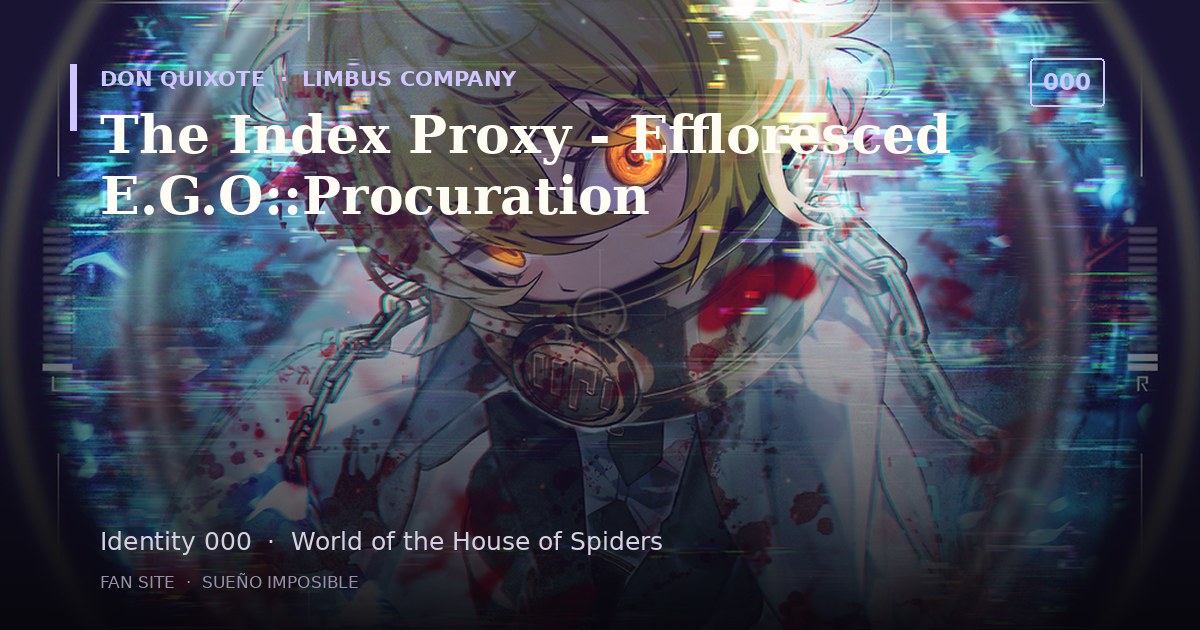 DON QUIXOTE · LIMBUS COMPANY
000
The Index Proxy - Effloresced
E.G.O::Procuration
L
R
Identity 000 · World of the House of Spiders
FAN SITE · SUEÑO IMPOSIBLE